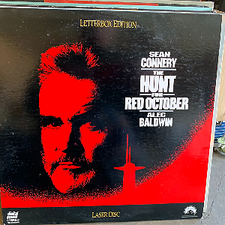 LETTERBOX EDITION
SEAN
CONNERY
THE
HUNT
FOR
RED OCTOBER
ALEC
BALDWIN
LASER DISC